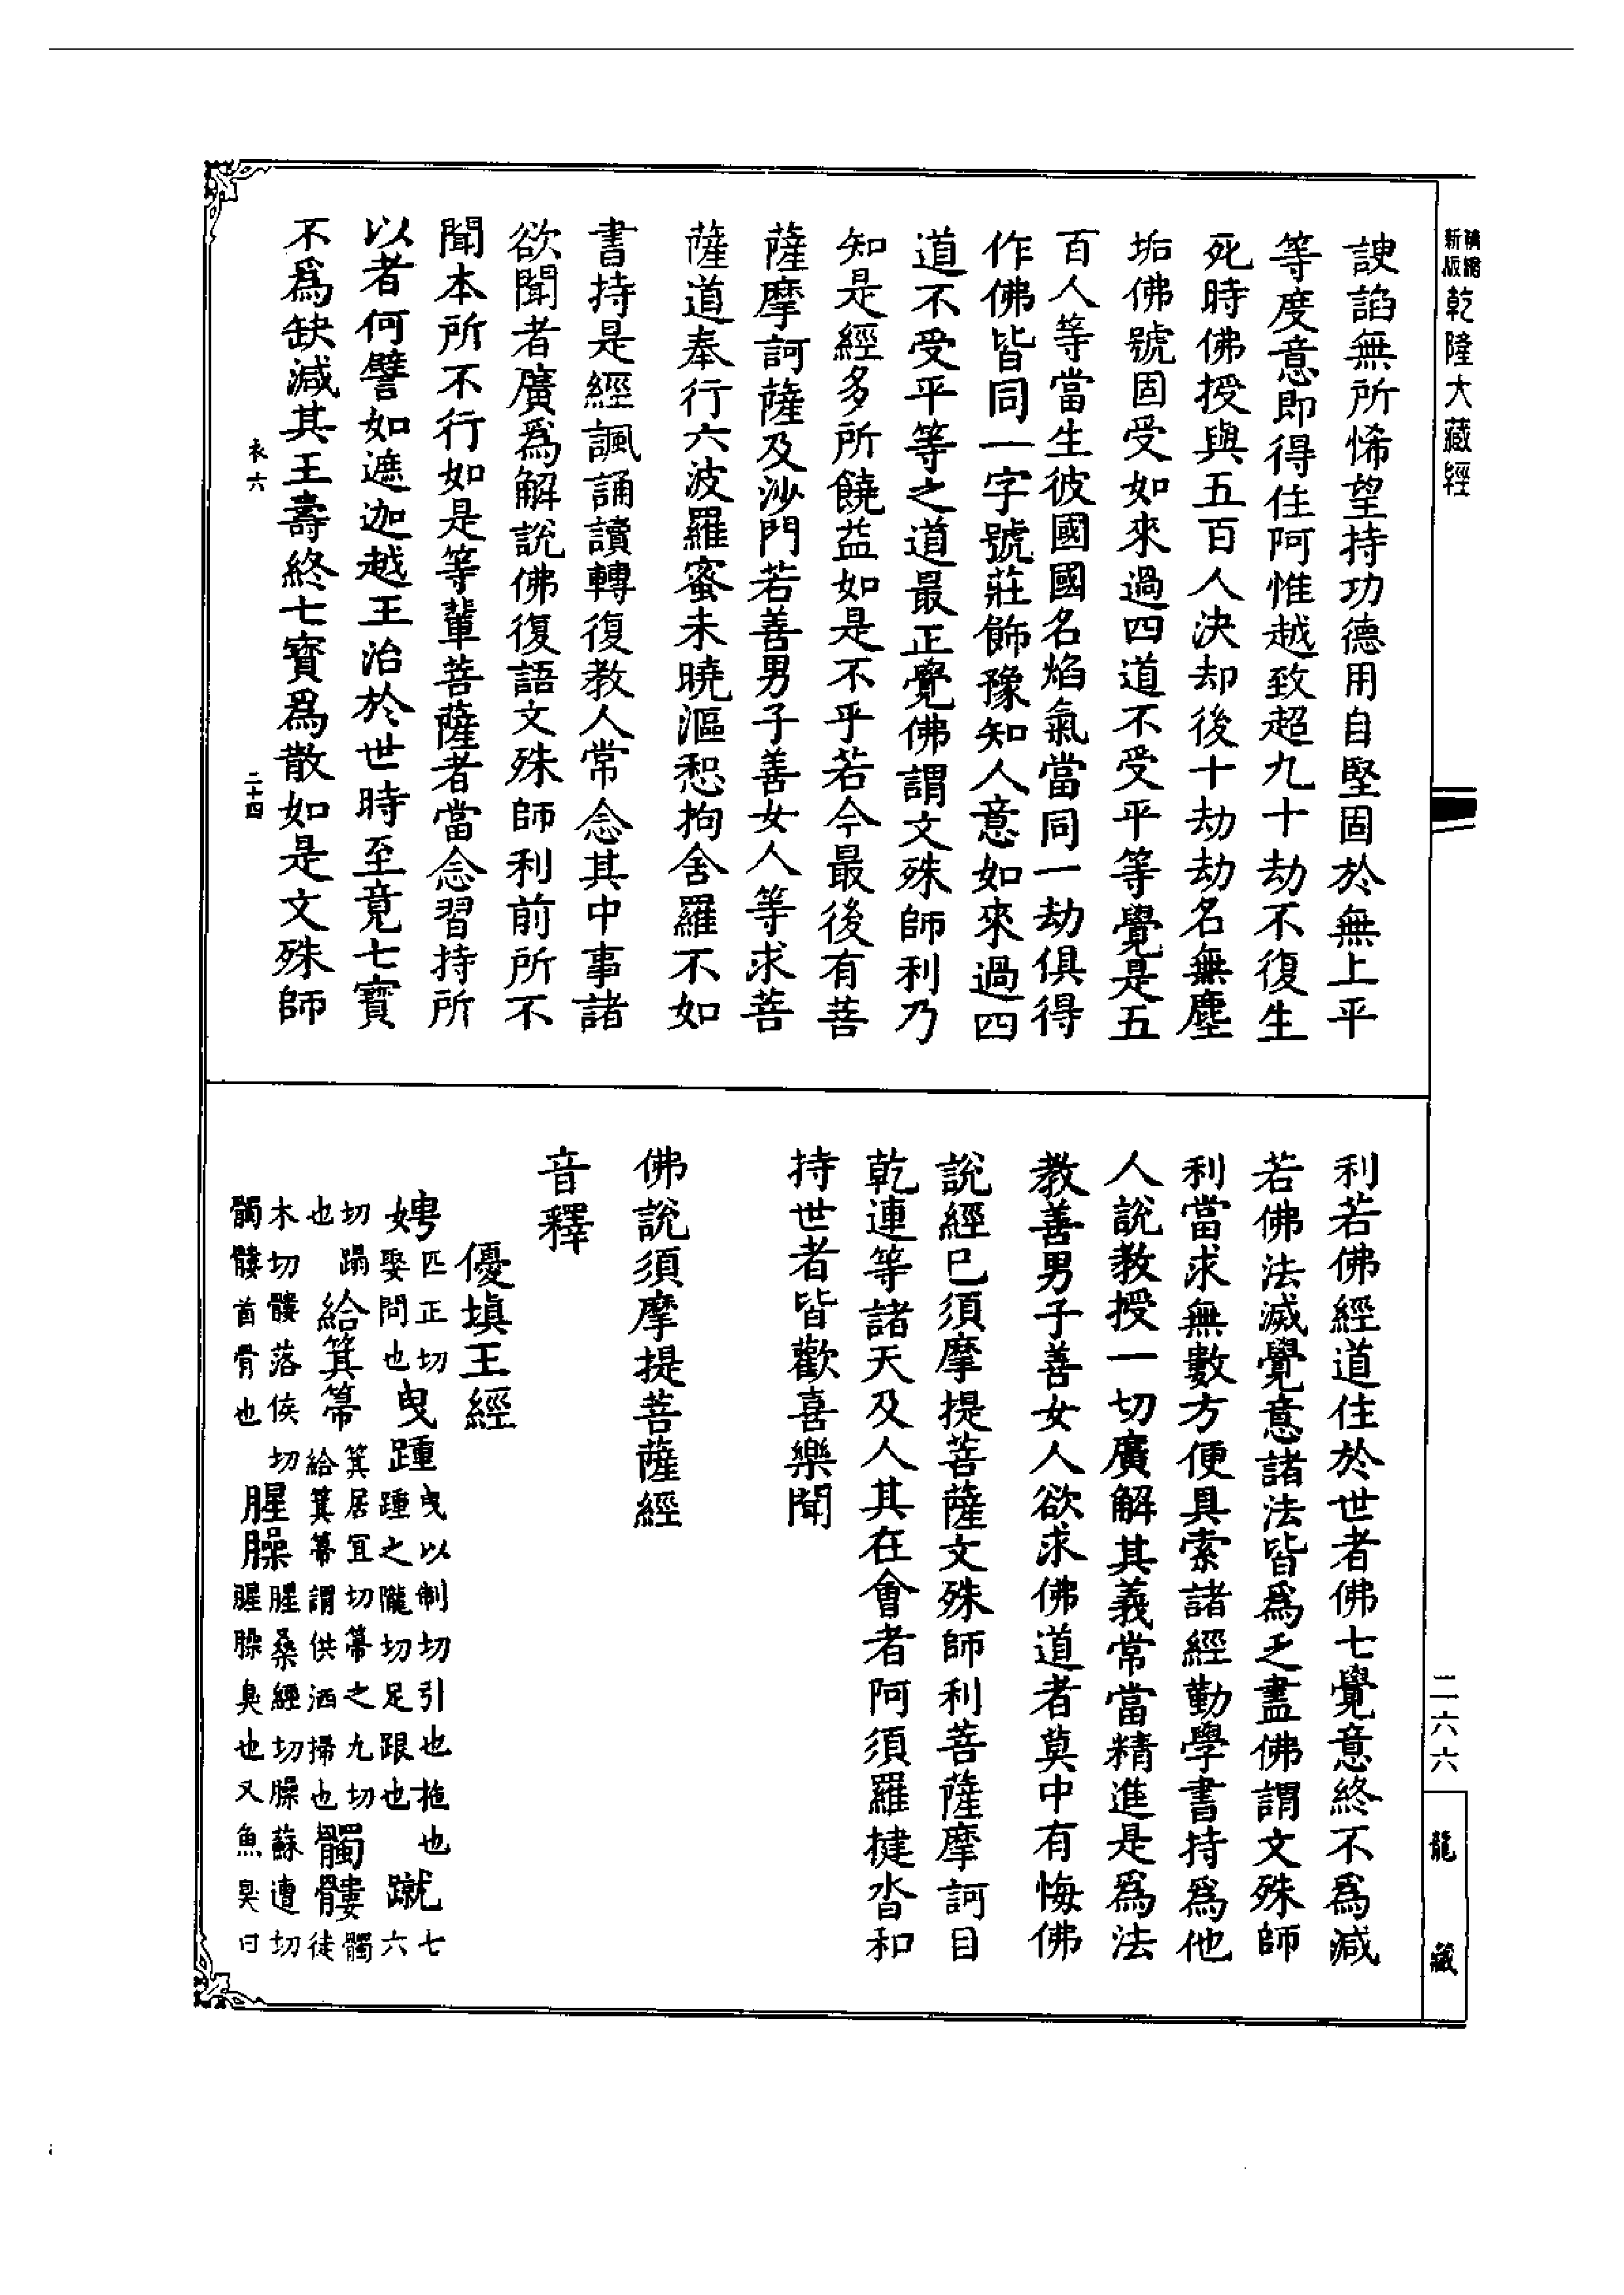 新版
乾隆大藏經
諛諂無所悕望持功德用自堅固於無上平
等度意即得住阿惟越致超九十劫不復生
死時佛授與五百人決却後十劫劫名無塵
垢佛號固受如來過四道不受平等覺是五
百人等當生彼國國名焰氣當同一劫俱得
作佛皆同一字號莊飾豫知人意如來過四
道不受平等之道最正覺佛謂文殊師利乃
知是經多所饒益如是不乎若今最後有菩
薩摩訶薩及沙門若善男子善女人等求菩
薩道奉行六波羅蜜未曉漚惒拘舍羅不如
書持是經諷誦讀轉復教人常念其中事諸
欲聞者廣爲解說佛復語文殊師利前所不
聞本所不行如是等輩菩薩者當念習持所
以者何譬如遮迦越王治於世時至竟七寶
不爲缺減其王壽終七寶爲散如是文殊師
衣六
二十四
利若佛經道住於世者佛七覺意終不爲減
若佛法滅覺意諸法皆爲之盡佛謂文殊師
利當求無數方便具索諸經勤學書持爲他
人說教授一切廣解其義常當精進是爲法
教善男子善女人欲求佛道者莫中有悔佛
說經已須摩提菩薩文殊師利菩薩摩訶目
乾連等諸天及人其在會者阿須羅揵沓和
持世者皆歡喜樂聞
佛說須摩提菩薩經
音釋
優塡王經
娉匹正切娶問也曳踵曳以制切引也拖也踵之隴切足跟也蹴七六
切蹋也給箕箒箕居宜切箒之九切給箕箒謂供洒掃也髑髏髑徒
木切髏落侯切髑髏首骨也腥臊腥桑經切臊蘇遭切腥臊臭也又魚臭曰
二六六
龍藏